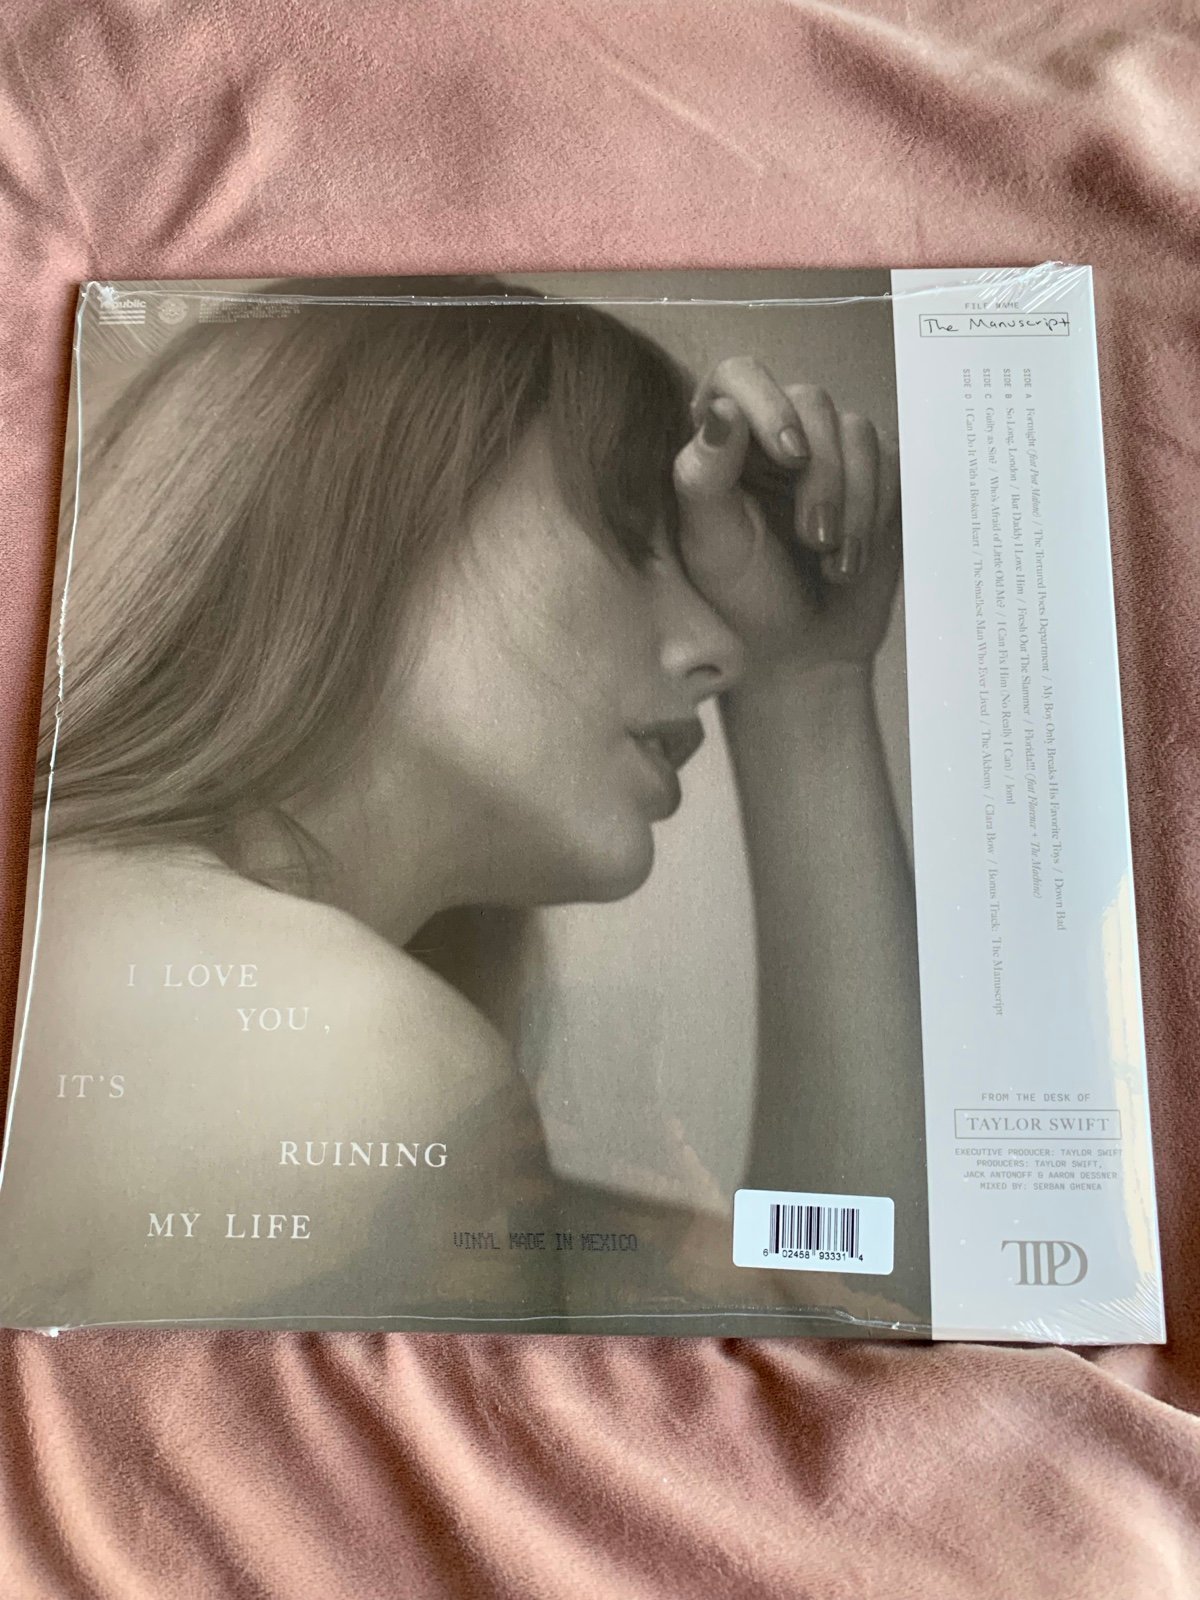 republic
FILE NAME
The Manuscript
SIDE A Fortnight (feat Post Malone) / The Tortured Poets Department / My Boy Only Breaks His Favorite Toys / Down Bad
SIDE B So Long, London / But Daddy I Love Him / Fresh Out The Slammer / Florida!!! (feat Florence + The Machine)
SIDE C Guilty as Sin? / Who's Afraid of Little Old Me? / I Can Fix Him (No Really I Can) / loml
SIDE D I Can Do It With a Broken Heart / The Smallest Man Who Ever Lived / The Alchemy / Clara Bow / Bonus Track: The Manuscript
I LOVE
YOU,
IT'S
RUINING
MY LIFE
VINYL MADE IN MEXICO
6 02458 93331 4
FROM THE DESK OF
TAYLOR SWIFT
EXECUTIVE PRODUCER: TAYLOR SWIFT
PRODUCERS: TAYLOR SWIFT,
JACK ANTONOFF & AARON DESSNER
MIXED BY: SERBAN GHENEA
TTPD